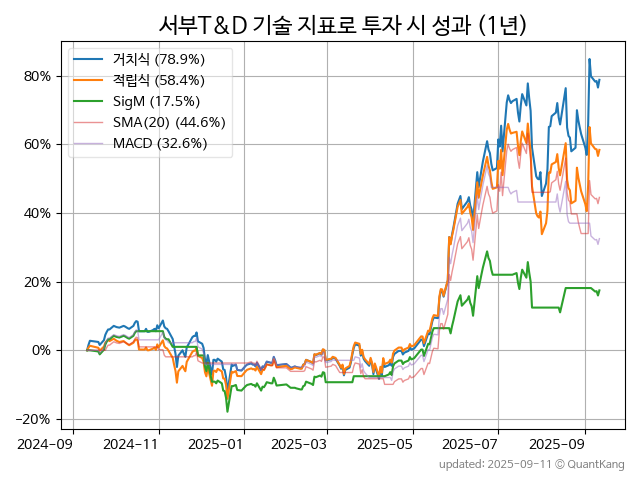 서부T&D 기술 지표로 투자 시 성과 (1년)
거치식 (78.9%)
적립식 (58.4%)
SigM (17.5%)
SMA(20) (44.6%)
MACD (32.6%)
80%
60%
40%
20%
0%
−20%
2024-09 2024-11 2025-01 2025-03 2025-05 2025-07 2025-09
updated: 2025-09-11 © QuantKang